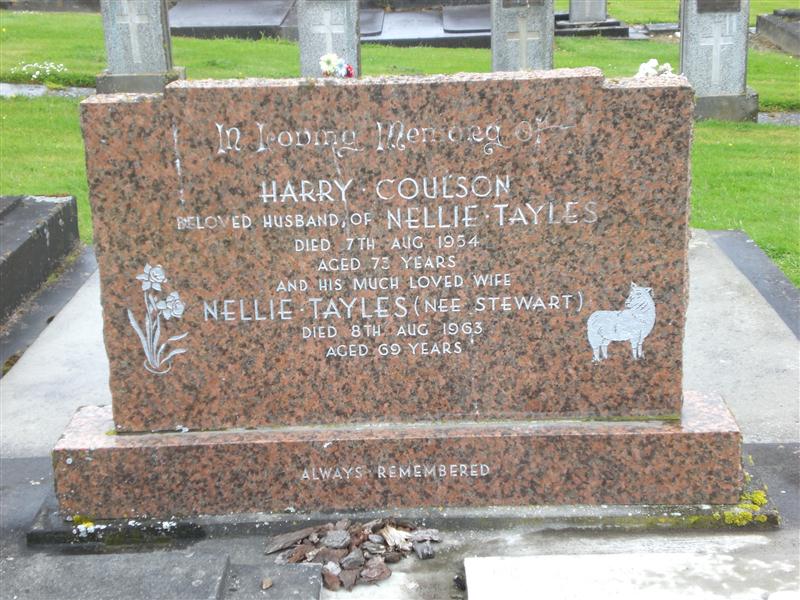 In Loving Memory Of
HARRY · COULSON
BELOVED HUSBAND, OF NELLIE · TAYLES
DIED 7TH AUG 1954
AGED 73 YEARS
AND HIS MUCH LOVED WIFE
NELLIE · TAYLES (NEE STEWART)
DIED 8TH AUG 1963
AGED 69 YEARS
ALWAYS · REMEMBERED